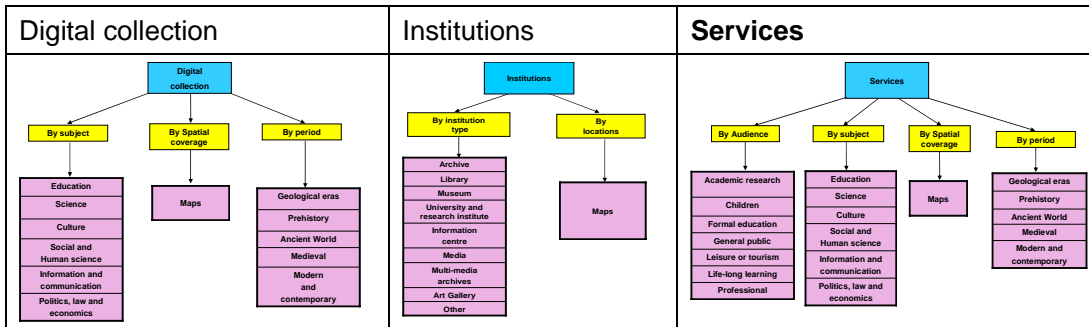 Digital collection
Digital
collection
By subject
By Spatial
coverage
By period
Education
Science
Culture
Social and
Human science
Information and
communication
Politics, law and
economics
Maps
Geological eras
Prehistory
Ancient World
Medieval
Modern
and
contemporary
Institutions
Institutions
By institution
type
By
locations
Archive
Library
Museum
University and
research institute
Information
centre
Media
Multi-media
archives
Art Gallery
Other
Maps
Services
Services
By Audience
By subject
By Spatial
coverage
By period
Academic research
Children
Formal education
General public
Leisure or tourism
Life-long learning
Professional
Education
Science
Culture
Social and
Human science
Information and
communication
Politics, law and
economics
Maps
Geological eras
Prehistory
Ancient World
Medieval
Modern and
contemporary